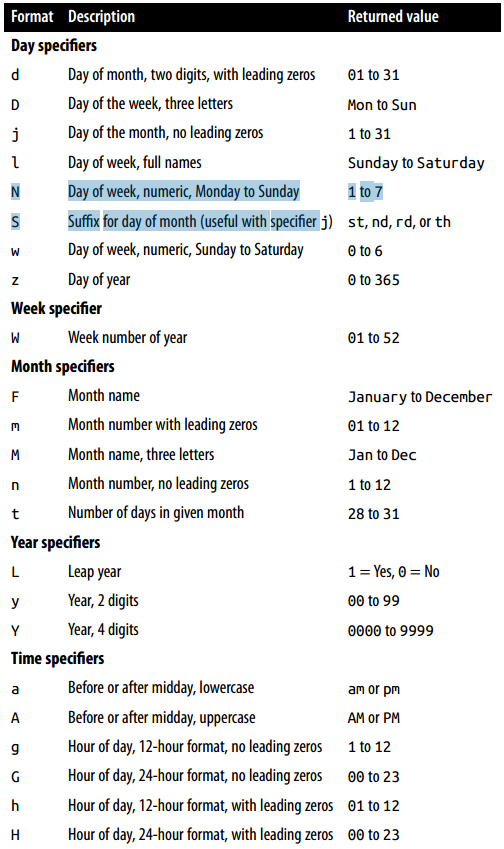 Format Description Returned value
Day specifiers
d Day of month, two digits, with leading zeros 01 to 31
D Day of the week, three letters Mon to Sun
j Day of the month, no leading zeros 1 to 31
l Day of week, full names Sunday to Saturday
N Day of week, numeric, Monday to Sunday 1 to 7
S Suffix for day of month (useful with specifier j) st, nd, rd, or th
w Day of week, numeric, Sunday to Saturday 0 to 6
z Day of year 0 to 365
Week specifier
W Week number of year 01 to 52
Month specifiers
F Month name January to December
m Month number with leading zeros 01 to 12
M Month name, three letters Jan to Dec
n Month number, no leading zeros 1 to 12
t Number of days in given month 28 to 31
Year specifiers
L Leap year 1 = Yes, 0 = No
y Year, 2 digits 00 to 99
Y Year, 4 digits 0000 to 9999
Time specifiers
a Before or after midday, lowercase am or pm
A Before or after midday, uppercase AM or PM
g Hour of day, 12-hour format, no leading zeros 1 to 12
G Hour of day, 24-hour format, no leading zeros 00 to 23
h Hour of day, 12-hour format, with leading zeros 01 to 12
H Hour of day, 24-hour format, with leading zeros 00 to 23